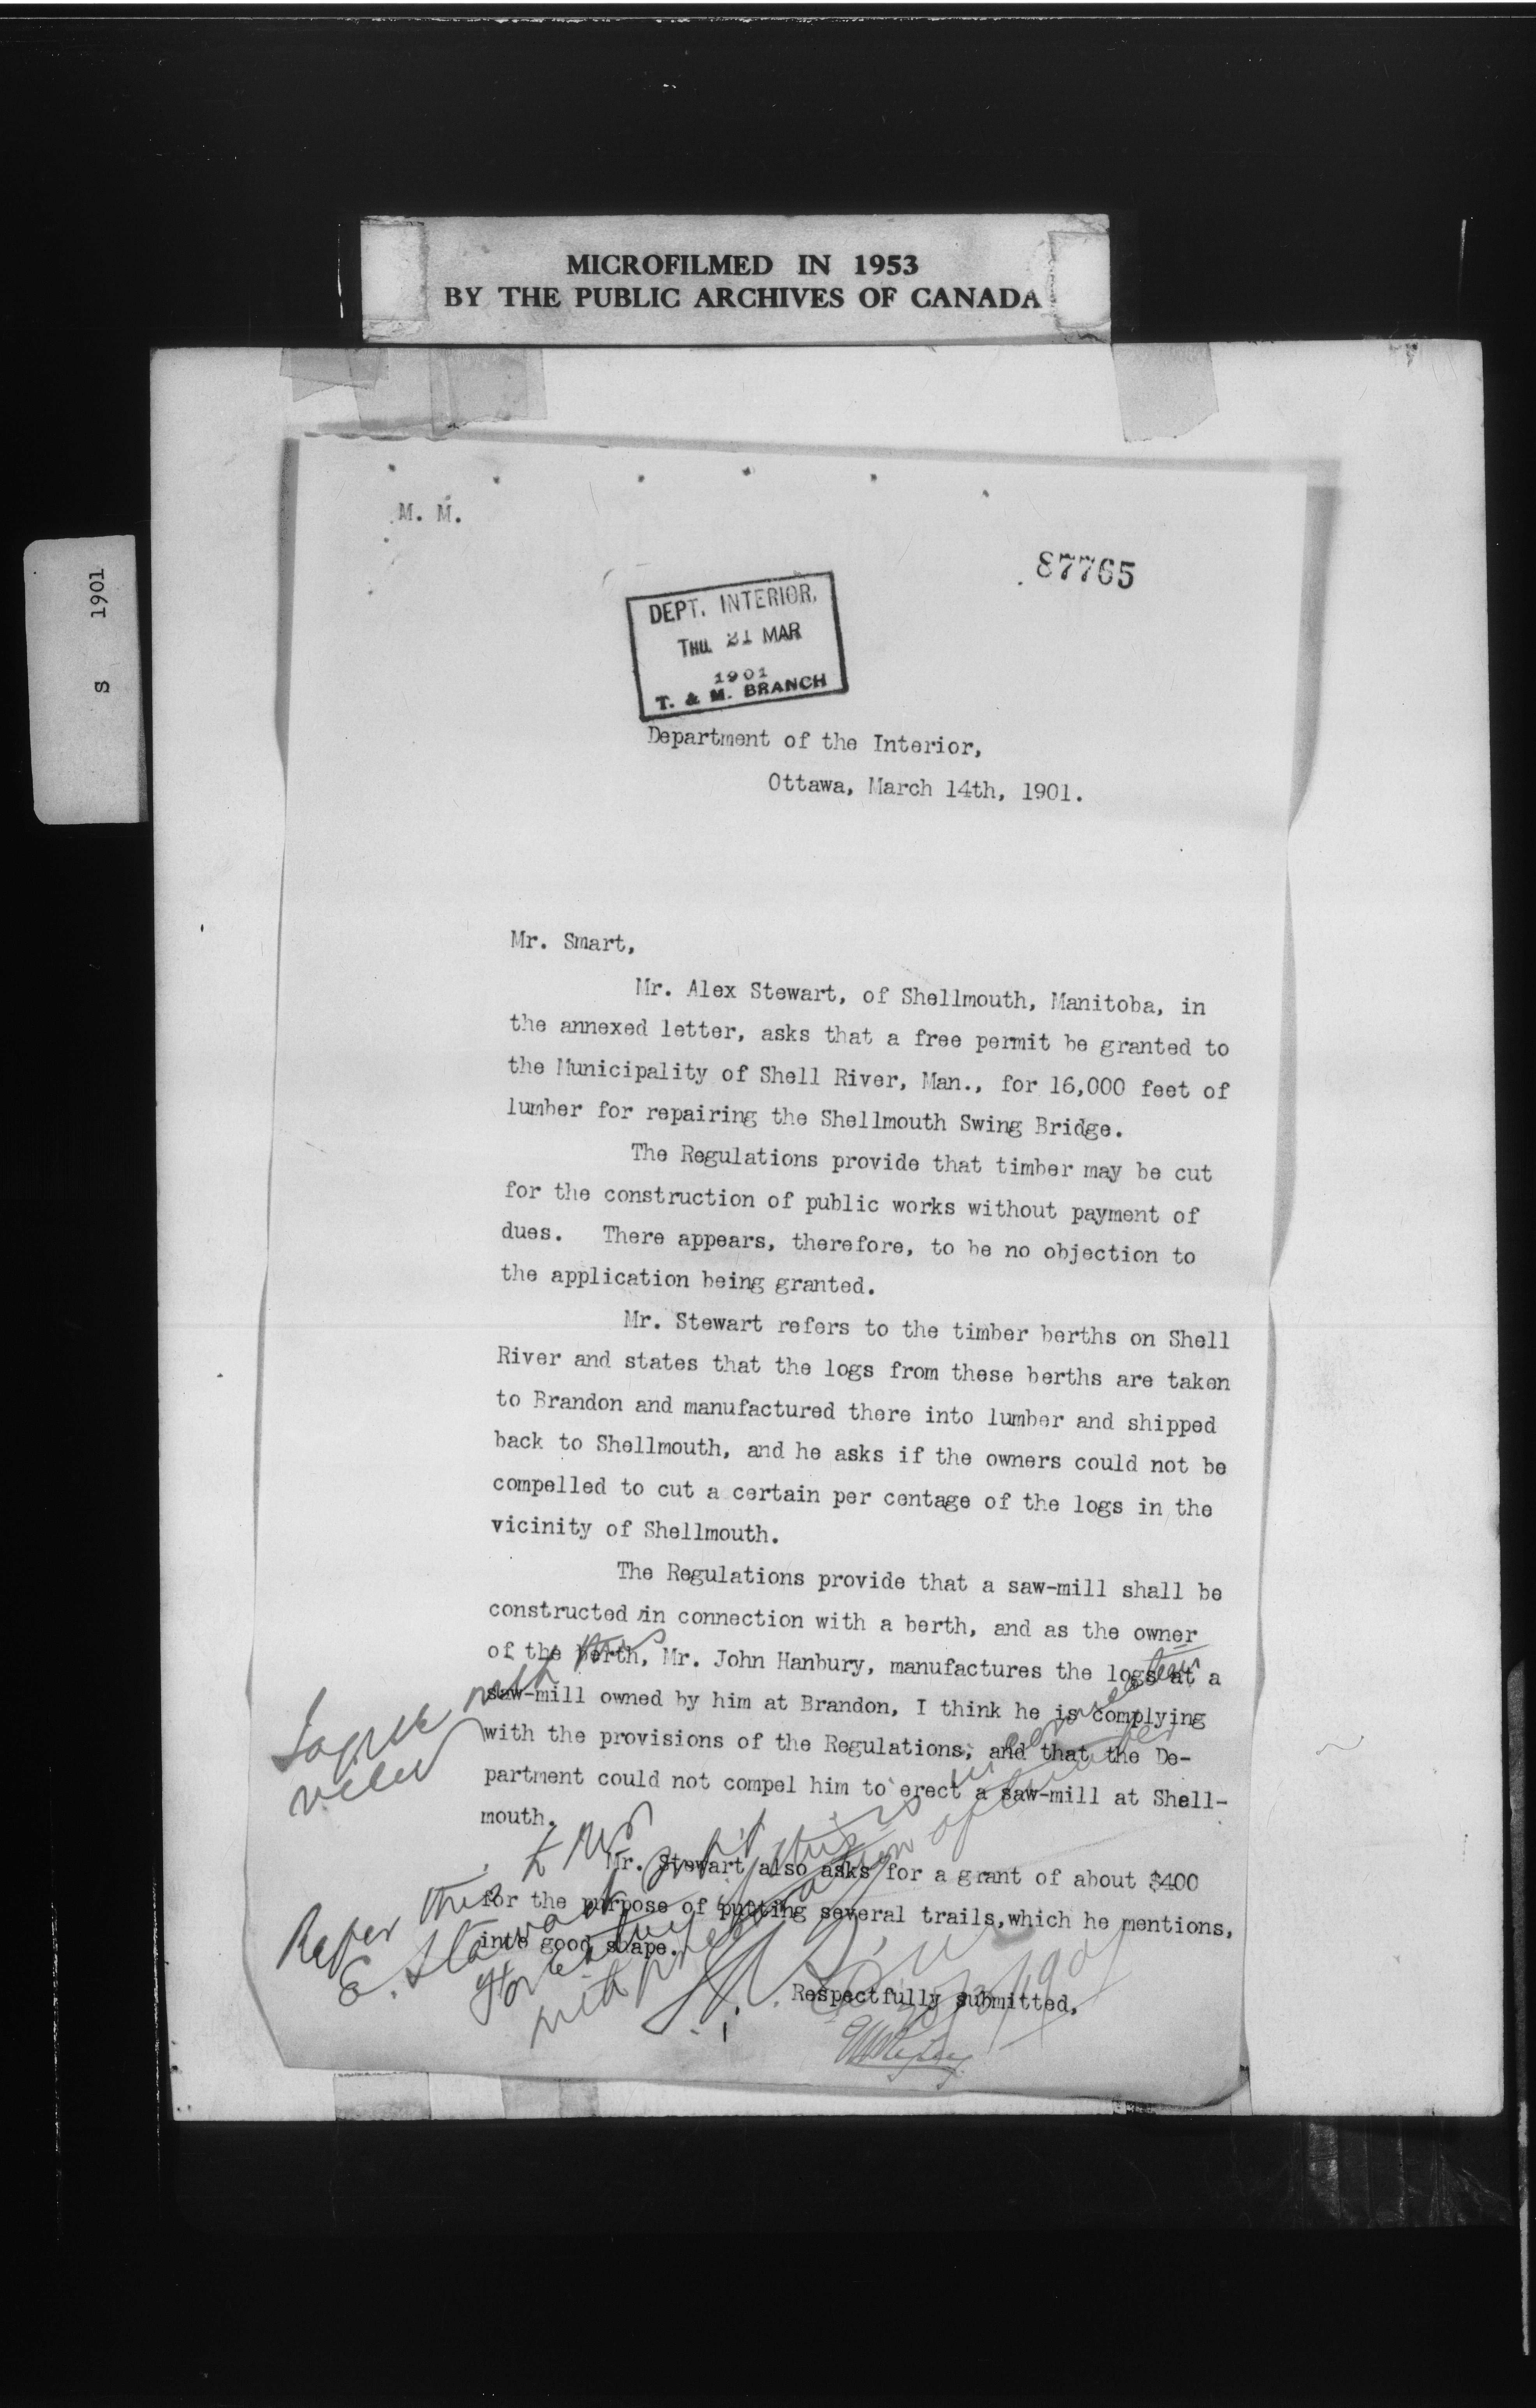 MICROFILMED IN 1953
BY THE PUBLIC ARCHIVES OF CANADA
S 1901
M. M.
87765
DEPT. INTERIOR,
THU. 21 MAR
1901
T. & M. BRANCH
Department of the Interior,
Ottawa, March 14th, 1901.
Mr. Smart,
Mr. Alex Stewart, of Shellmouth, Manitoba, in
the annexed letter, asks that a free permit be granted to
the Municipality of Shell River, Man., for 16,000 feet of
lumber for repairing the Shellmouth Swing Bridge.
The Regulations provide that timber may be cut
for the construction of public works without payment of
dues. There appears, therefore, to be no objection to
the application being granted.
Mr. Stewart refers to the timber berths on Shell
River and states that the logs from these berths are taken
to Brandon and manufactured there into lumber and shipped
back to Shellmouth, and he asks if the owners could not be
compelled to cut a certain per centage of the logs in the
vicinity of Shellmouth.
The Regulations provide that a saw-mill shall be
constructed in connection with a berth, and as the owner
of the berth, Mr. John Hanbury, manufactures the logs at a
saw-mill owned by him at Brandon, I think he is complying
with the provisions of the Regulations, and that the De-
partment could not compel him to erect a saw-mill at Shell-
mouth.
Mr. Stewart also asks for a grant of about $400
for the purpose of putting several trails, which he mentions,
into good shape.
Respectfully submitted,
I agree with this
view
Refer this to Mr
E. Stewart